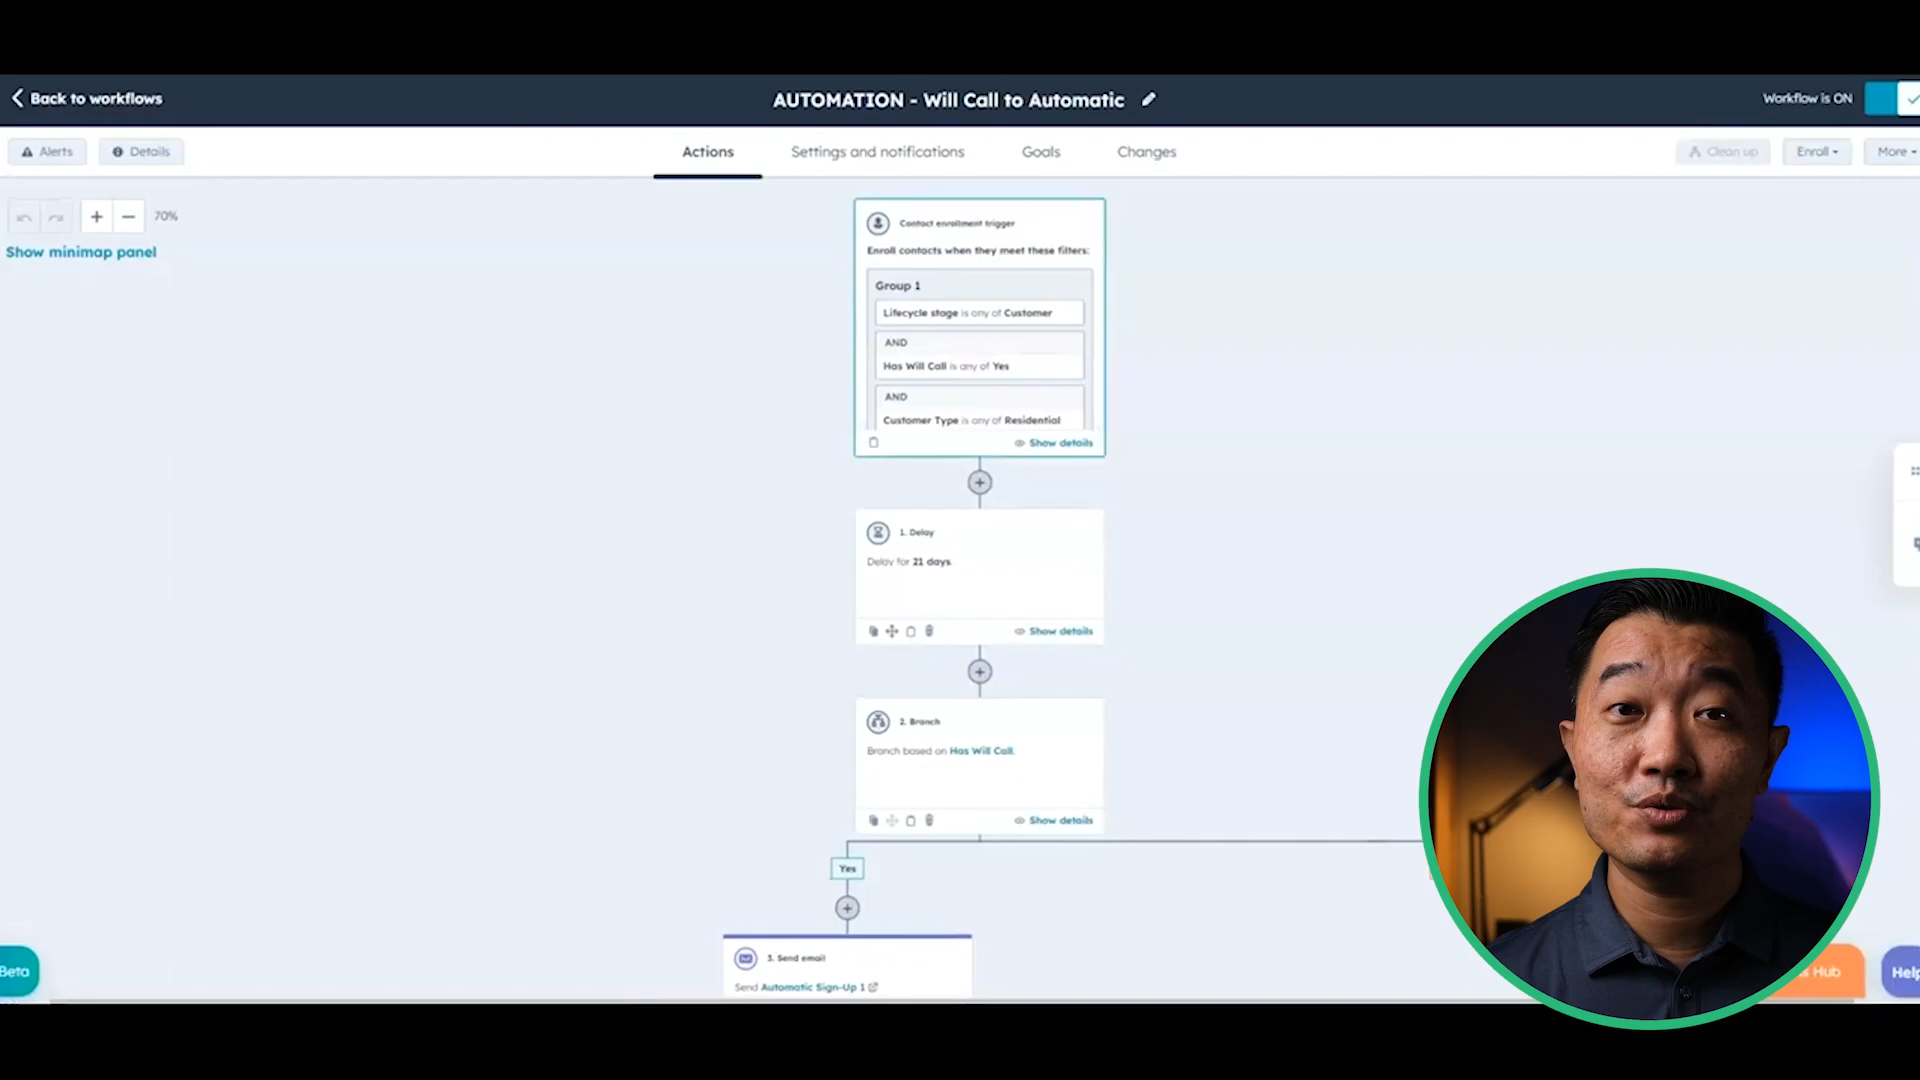 Back to workflows
AUTOMATION - Will Call to Automatic
Workflow is ON
Alerts
Details
Actions
Settings and notifications
Goals
Changes
Clean up
Enroll
More
70%
Show minimap panel
Contact enrollment trigger
Enroll contacts when they meet these filters:
Group 1
Lifecycle stage is any of Customer
AND
Has Will Call is any of Yes
AND
Customer Type is any of Residential
Show details
1. Delay
Delay for 21 days.
Show details
2. Branch
Branch based on Has Will Call.
Show details
Yes
3. Send email
Send Automatic Sign-Up 1
Beta
Hub
Help